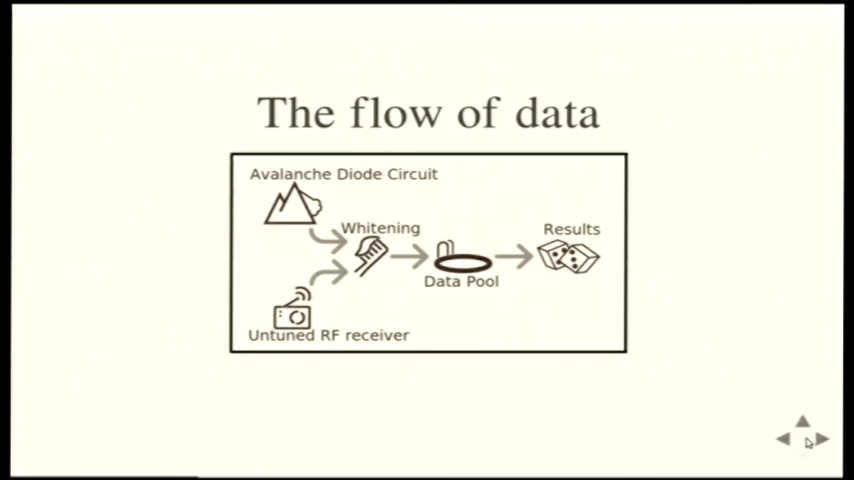 The flow of data
Avalanche Diode Circuit
Whitening
Results
Data Pool
Untuned RF receiver